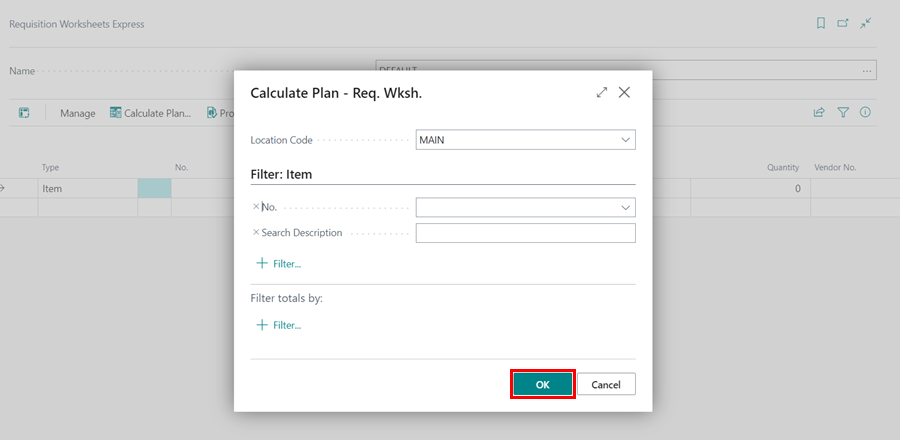 Requisition Worksheets Express
Name
DEFAULT
Manage Calculate Plan... Pro
Type No. Quantity Vendor No.
Item 0
Calculate Plan - Req. Wksh.
Location Code MAIN
Filter: Item
No.
Search Description
Filter...
Filter totals by:
Filter...
OK Cancel